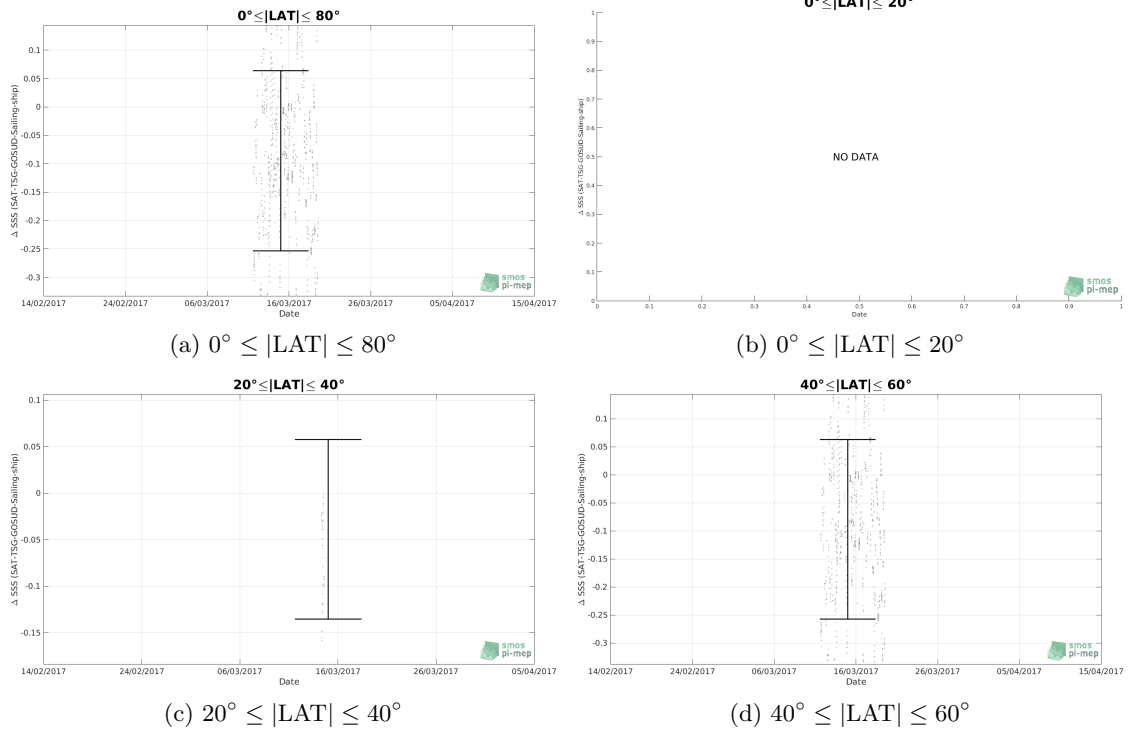 0°≤|LAT|≤ 80°
0.1
0.05
0
-0.05
-0.1
-0.15
-0.2
-0.25
-0.3
Δ SSS (SAT-TSG-GOSUD-Sailing-ship)
14/02/2017 24/02/2017 06/03/2017 16/03/2017 26/03/2017 05/04/2017 15/04/2017
Date
smos
pi-mep
(a) 0° ≤ |LAT| ≤ 80°
0°≤|LAT|≤ 20°
1
0.9
0.8
0.7
0.6
0.5
0.4
0.3
0.2
0.1
0
Δ SSS (SAT-TSG-GOSUD-Sailing-ship)
NO DATA
0 0.1 0.2 0.3 0.4 0.5 0.6 0.7 0.8 0.9 1
Date
smos
pi-mep
(b) 0° ≤ |LAT| ≤ 20°
20°≤|LAT|≤ 40°
0.1
0.05
0
-0.05
-0.1
-0.15
Δ SSS (SAT-TSG-GOSUD-Sailing-ship)
14/02/2017 24/02/2017 06/03/2017 16/03/2017 26/03/2017 05/04/2017
Date
smos
pi-mep
(c) 20° ≤ |LAT| ≤ 40°
40°≤|LAT|≤ 60°
0.1
0.05
0
-0.05
-0.1
-0.15
-0.2
-0.25
-0.3
Δ SSS (SAT-TSG-GOSUD-Sailing-ship)
14/02/2017 24/02/2017 06/03/2017 16/03/2017 26/03/2017 05/04/2017 15/04/2017
Date
smos
pi-mep
(d) 40° ≤ |LAT| ≤ 60°